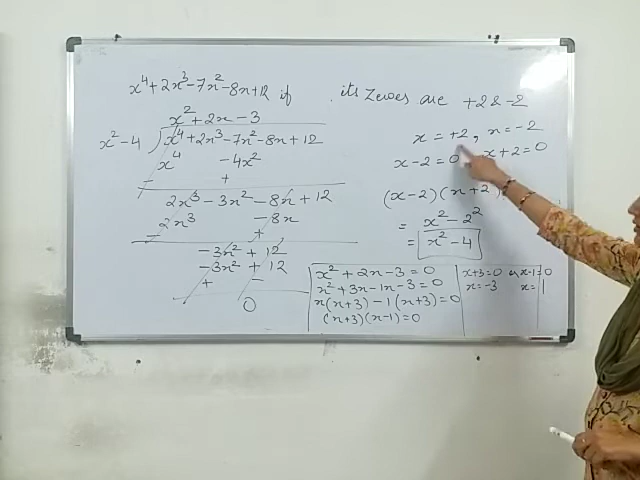 x⁴+2x³-7x²-8x+12 if its Zeroes are +2 & -2
x²+2x-3
x²-4 ) x⁴+2x³-7x²-8x+12
x⁴ -4x²
- +
2x³-3x²-8x+12
2x³ -8x
- +
-3x²+12
-3x²+12
+ -
0
x=+2, x=-2
x-2=0 x+2=0
(x-2)(x+2)
= x²-2²
= x²-4
x²+2x-3=0
x²+3x-1x-3=0
x(x+3)-1(x+3)=0
(x+3)(x-1)=0
x+3=0 or x-1=0
x=-3 x=1